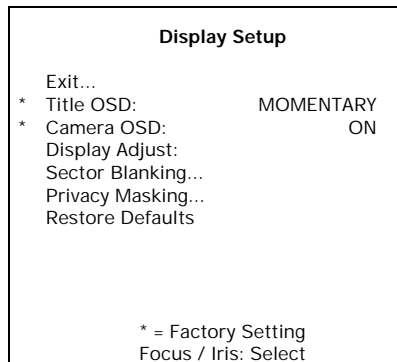 Display Setup
Exit...
* Title OSD: MOMENTARY
* Camera OSD: ON
Display Adjust:
Sector Blanking...
Privacy Masking...
Restore Defaults
* = Factory Setting
Focus / Iris: Select